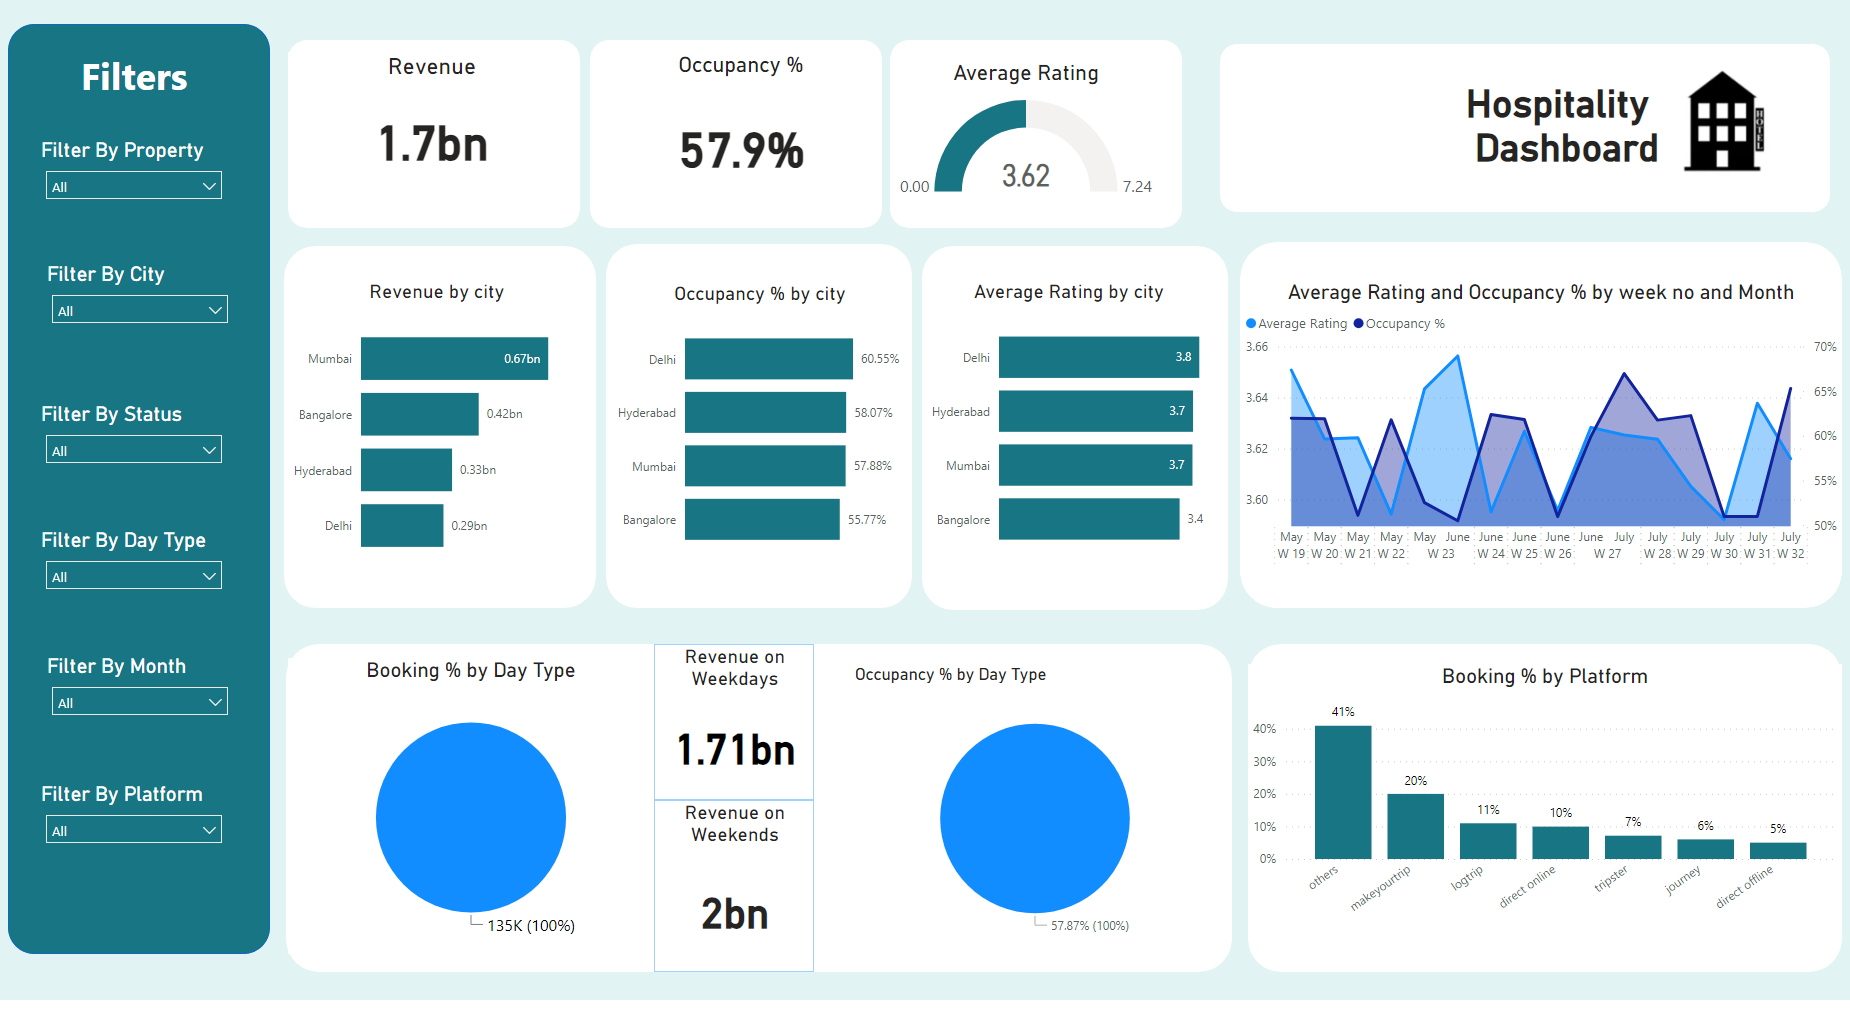 Filters
Filter By Property
All
Filter By City
All
Filter By Status
All
Filter By Day Type
All
Filter By Month
All
Filter By Platform
All
Revenue
1.7bn
Occupancy %
57.9%
Average Rating
3.62
0.00
7.24
Hospitality
Dashboard
HOTEL
Revenue by city
Mumbai
0.67bn
Bangalore
0.42bn
Hyderabad
0.33bn
Delhi
0.29bn
Occupancy % by city
Delhi
60.55%
Hyderabad
58.07%
Mumbai
57.88%
Bangalore
55.77%
Average Rating by city
Delhi
3.8
Hyderabad
3.7
Mumbai
3.7
Bangalore
3.4
Average Rating and Occupancy % by week no and Month
Average Rating Occupancy %
3.66
3.64
3.62
3.60
70%
65%
60%
55%
50%
May May May May May June June June June June July July July July July July
W 19 W 20 W 21 W 22 W 23 W 24 W 25 W 26 W 27 W 28 W 29 W 30 W 31 W 32
Booking % by Day Type
135K (100%)
Revenue on
Weekdays
1.71bn
Revenue on
Weekends
2bn
Occupancy % by Day Type
57.87% (100%)
Booking % by Platform
40%
30%
20%
10%
0%
41%
20%
11%
10%
7%
6%
5%
others
makeyourtrip
logtrip
direct online
tripster
journey
direct offline